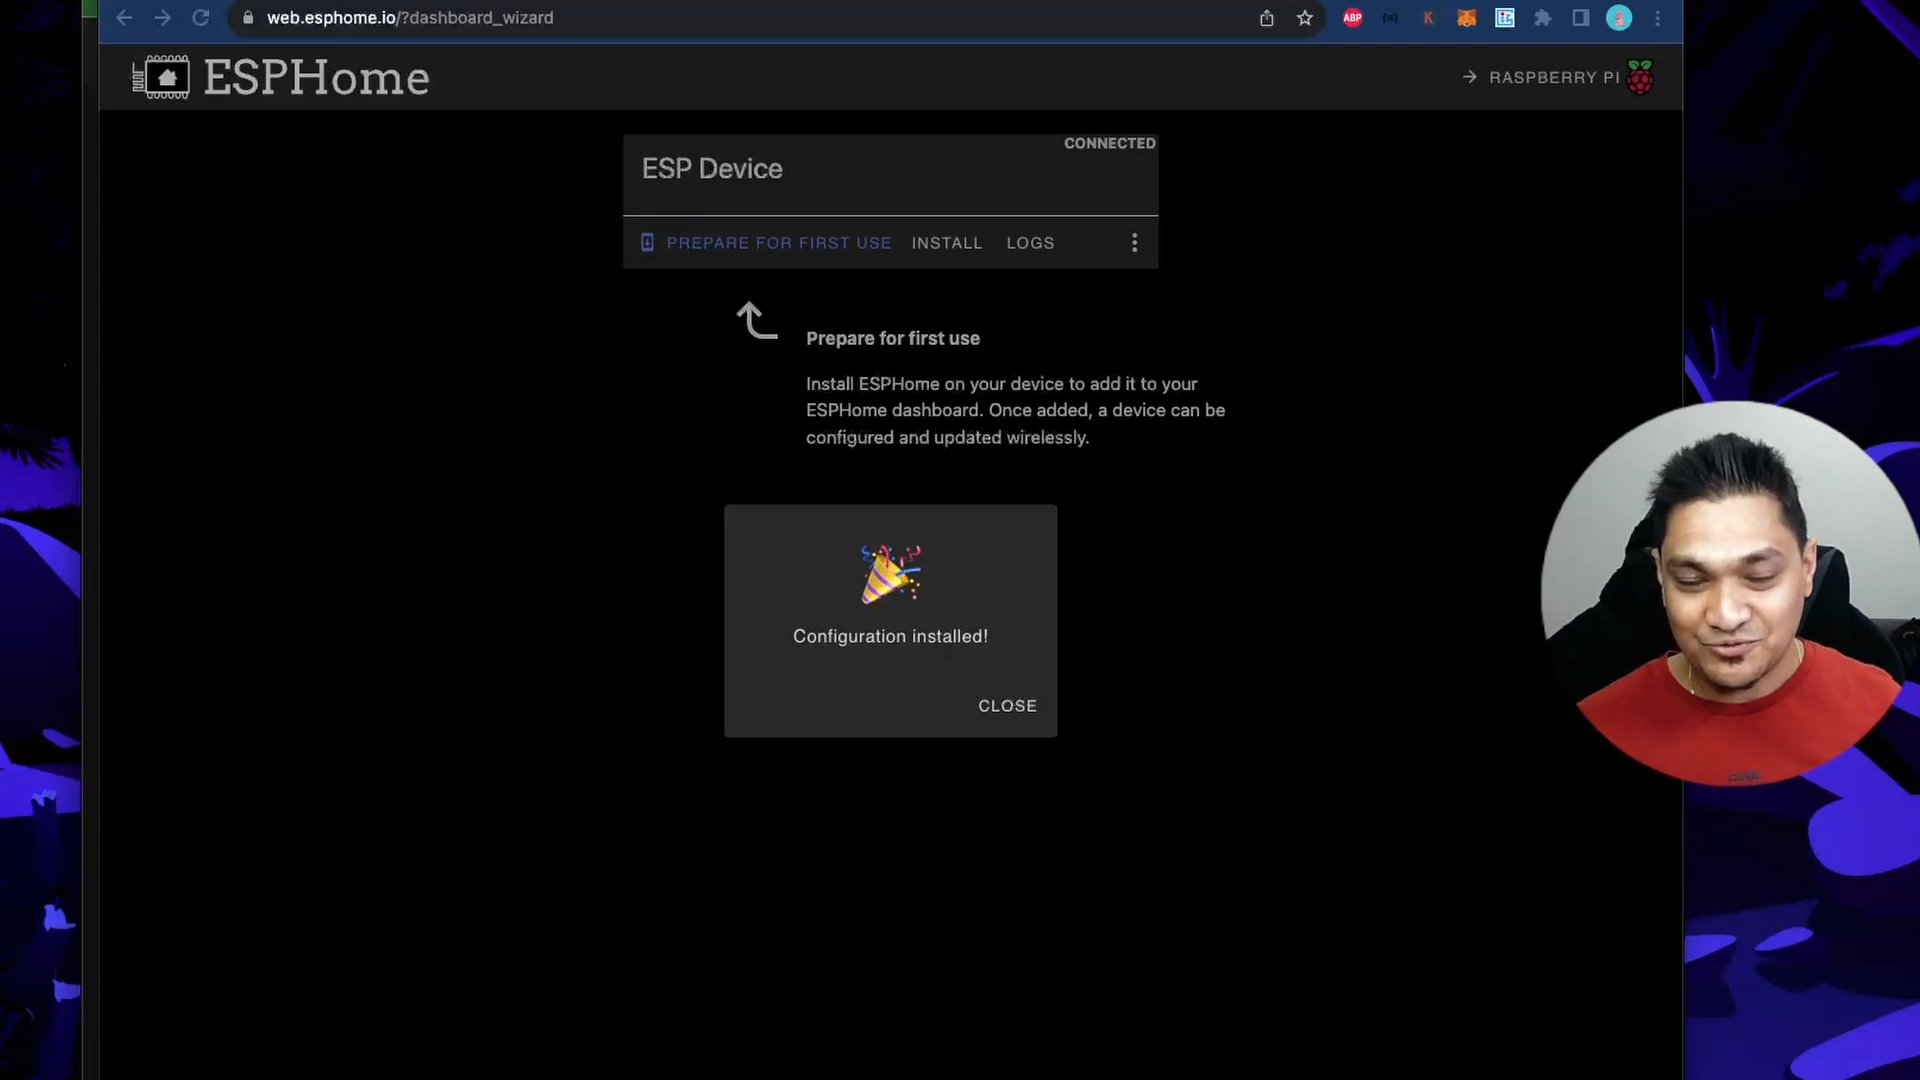 web.esphome.io/?dashboard_wizard
ABP
K
ESPHome
RASPBERRY PI
CONNECTED
ESP Device
PREPARE FOR FIRST USE INSTALL LOGS
Prepare for first use
Install ESPHome on your device to add it to your
ESPHome dashboard. Once added, a device can be
configured and updated wirelessly.
Configuration installed!
CLOSE